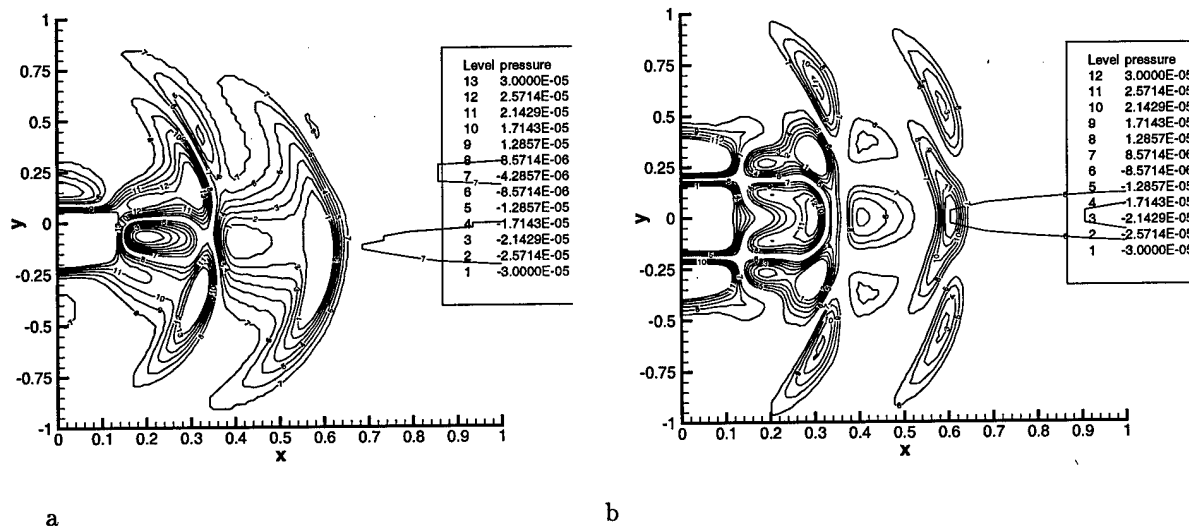 1
0.75
0.5
0.25
0
-0.25
-0.5
-0.75
-1
y
0 0.1 0.2 0.3 0.4 0.5 0.6 0.7 0.8 0.9 1
x
Level pressure
13 3.0000E-05
12 2.5714E-05
11 2.1429E-05
10 1.7143E-05
9 1.2857E-05
8 8.5714E-06
7 -4.2857E-06
6 -8.5714E-06
5 -1.2857E-05
4 -1.7143E-05
3 -2.1429E-05
2 -2.5714E-05
1 -3.0000E-05
a
1
0.75
0.5
0.25
0
-0.25
-0.5
-0.75
-1
y
0 0.1 0.2 0.3 0.4 0.5 0.6 0.7 0.8 0.9 1
x
Level pressure
12 3.0000E-05
11 2.5714E-05
10 2.1429E-05
9 1.7143E-05
8 1.2857E-05
7 8.5714E-06
6 -8.5714E-06
5 -1.2857E-05
4 -1.7143E-05
3 -2.1429E-05
2 -2.5714E-05
1 -3.0000E-05
b